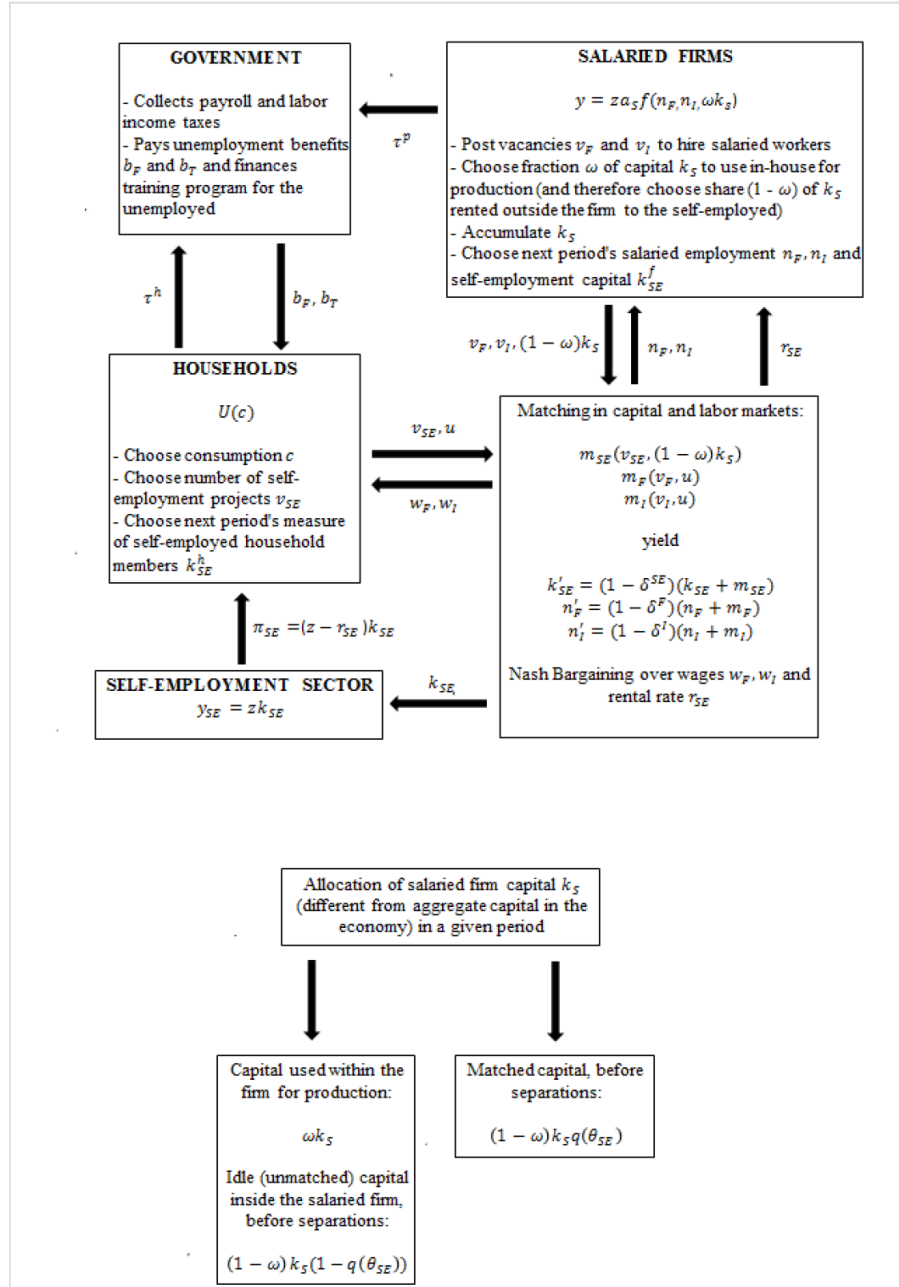 GOVERNMENT
- Collects payroll and labor
income taxes
- Pays unemployment benefits
b_F and b_T and finances
training program for the
unemployed
τ^p
SALARIED FIRMS
y = za_S f(n_F, n_I, ωk_S)
- Post vacancies v_F and v_I to hire salaried workers
- Choose fraction ω of capital k_S to use in-house for
production (and therefore choose share (1 - ω) of k_S
rented outside the firm to the self-employed)
- Accumulate k_S
- Choose next period's salaried employment n_F, n_I and
self-employment capital k_SE^f
τ^h
b_F, b_T
v_F, v_I, (1 − ω)k_S
n_F, n_I
r_SE
HOUSEHOLDS
U(c)
- Choose consumption c
- Choose number of self-
employment projects v_SE
- Choose next period's measure
of self-employed household
members k_SE^h
v_SE, u
w_F, w_I
Matching in capital and labor markets:
m_SE(v_SE, (1 − ω)k_S)
m_F(v_F, u)
m_I(v_I, u)
yield
k′_SE = (1 − δ^SE)(k_SE + m_SE)
n′_F = (1 − δ^F)(n_F + m_F)
n′_I = (1 − δ^I)(n_I + m_I)
Nash Bargaining over wages w_F, w_I and
rental rate r_SE
π_SE = (z − r_SE)k_SE
SELF-EMPLOYMENT SECTOR
y_SE = zk_SE
k_SE,
Allocation of salaried firm capital k_S
(different from aggregate capital in the
economy) in a given period
Capital used within the
firm for production:
ωk_S
Idle (unmatched) capital
inside the salaried firm,
before separations:
(1 − ω)k_S(1 − q(θ_SE))
Matched capital, before
separations:
(1 − ω)k_S q(θ_SE)